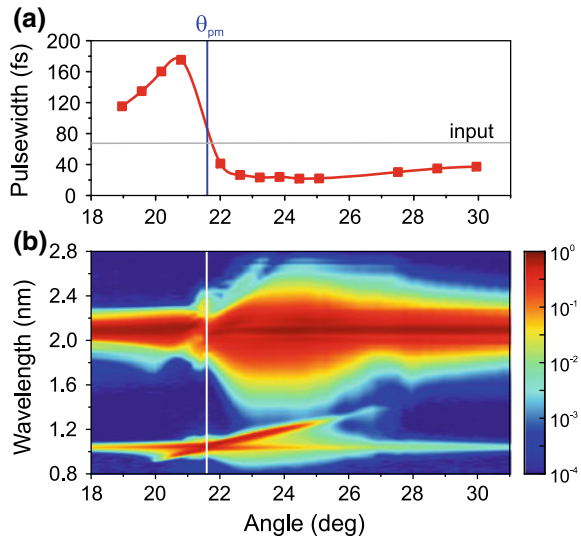 (a)
θpm
Pulsewidth (fs)
200
160
120
80
40
0
input
18 20 22 24 26 28 30
(b)
Wavelength (nm)
2.8
2.4
2.0
1.6
1.2
0.8
10^0
10^-1
10^-2
10^-3
10^-4
18 20 22 24 26 28 30
Angle (deg)